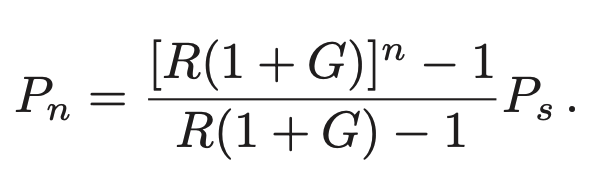 P_n = \frac{[R(1+G)]^n - 1}{R(1+G) - 1} P_s .